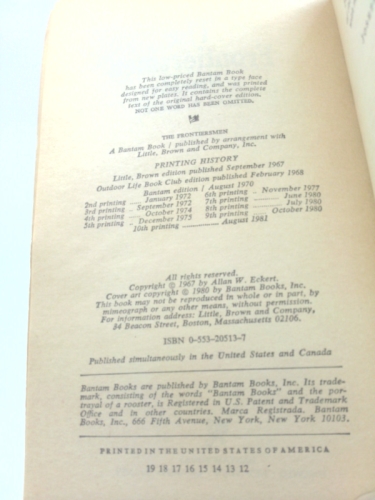 This low-priced Bantam Book
has been completely reset in a type face
designed for easy reading, and was printed
from new plates. It contains the complete
text of the original hard-cover edition.
NOT ONE WORD HAS BEEN OMITTED.
THE FRONTIERSMEN
A Bantam Book / published by arrangement with
Little, Brown and Company, Inc.
PRINTING HISTORY
Little, Brown edition published September 1967
Outdoor Life Book Club edition published February 1968
Bantam edition / August 1970
2nd printing .... January 1972 6th printing .. November 1977
3rd printing .. September 1972 7th printing ...... June 1980
4th printing .... October 1974 8th printing ...... July 1980
5th printing .. December 1975 9th printing ... October 1980
10th printing ........ August 1981
All rights reserved.
Copyright © 1967 by Allan W. Eckert.
Cover art copyright © 1980 by Bantam Books, Inc.
This book may not be reproduced in whole or in part, by
mimeograph or any other means, without permission.
For information address: Little, Brown and Company,
34 Beacon Street, Boston, Massachusetts 02106.
ISBN 0-553-20513-7
Published simultaneously in the United States and Canada
Bantam Books are published by Bantam Books, Inc. Its trade-
mark, consisting of the words "Bantam Books" and the por-
trayal of a rooster, is Registered in U.S. Patent and Trademark
Office and in other countries. Marca Registrada. Bantam
Books, Inc., 666 Fifth Avenue, New York, New York 10103.
PRINTED IN THE UNITED STATES OF AMERICA
19 18 17 16 15 14 13 12